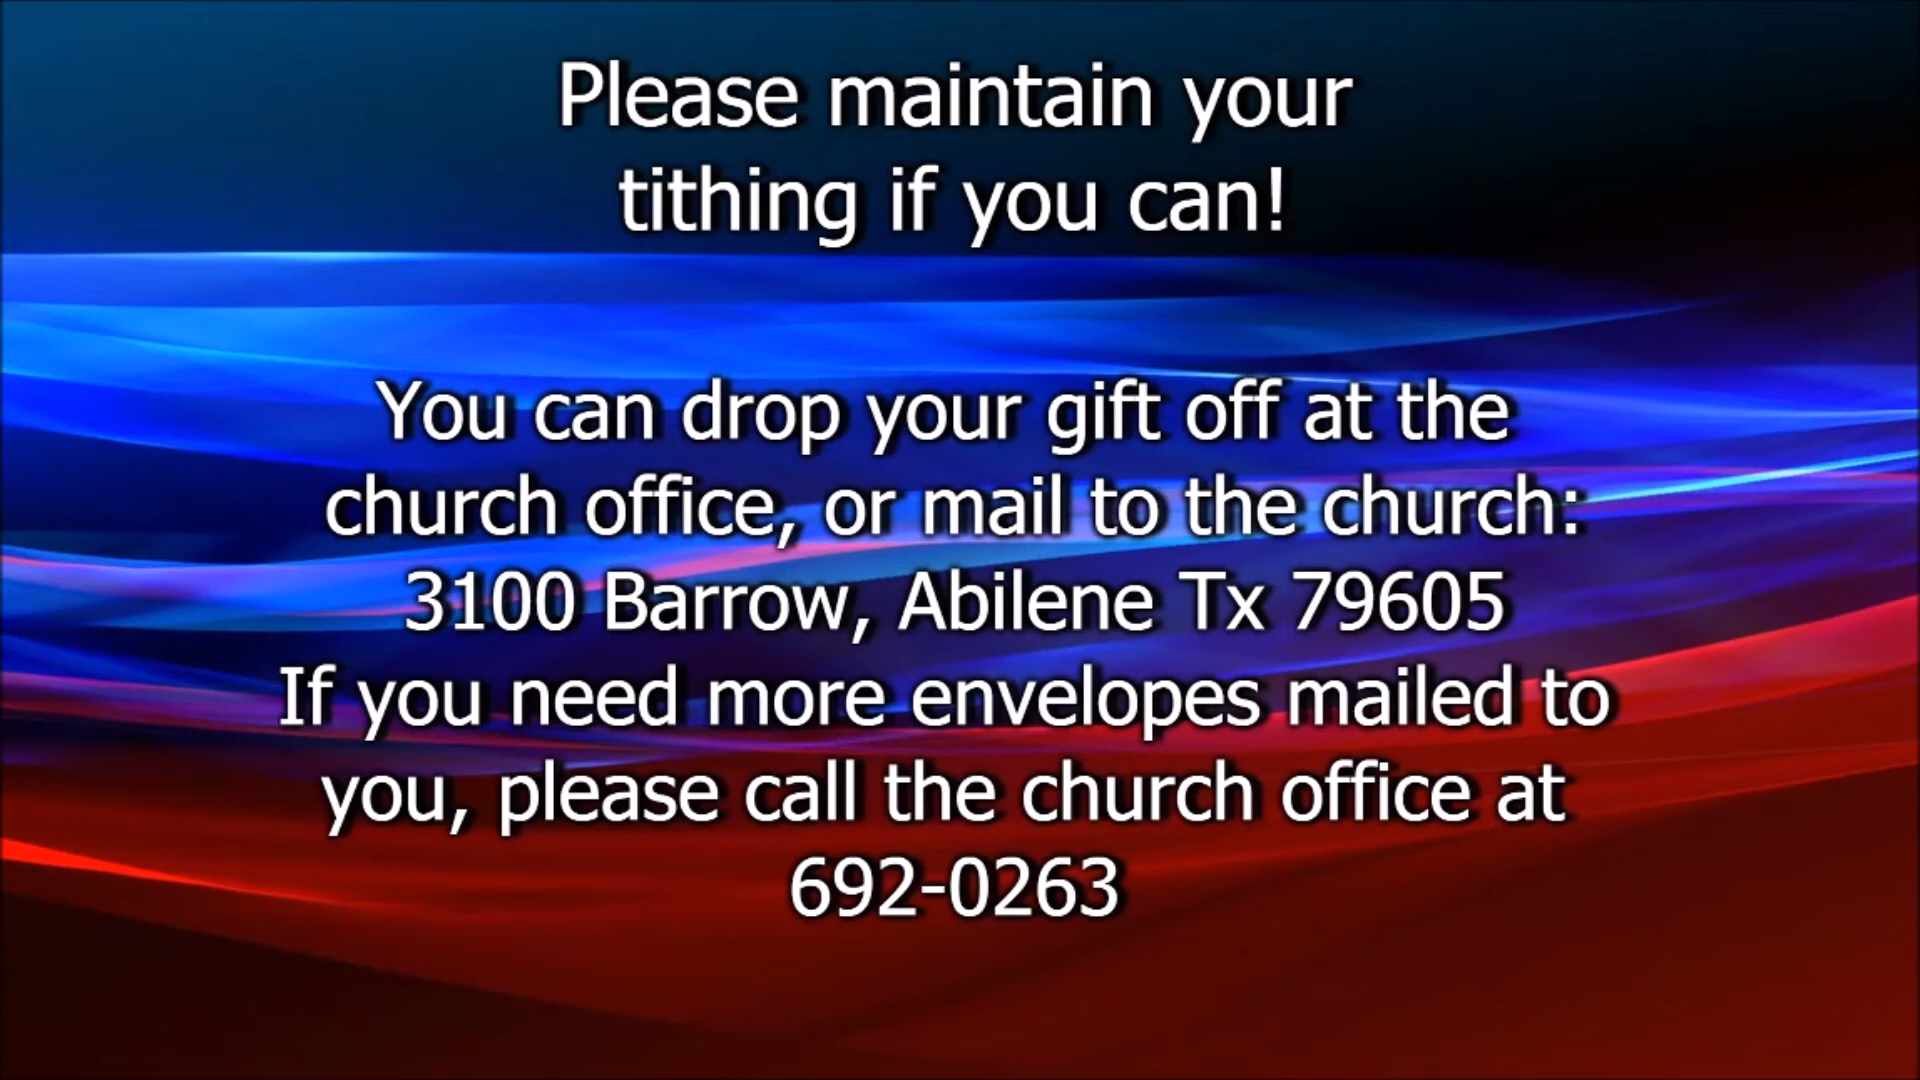 Please maintain your
tithing if you can!
You can drop your gift off at the
church office, or mail to the church:
3100 Barrow, Abilene Tx 79605
If you need more envelopes mailed to
you, please call the church office at
692-0263